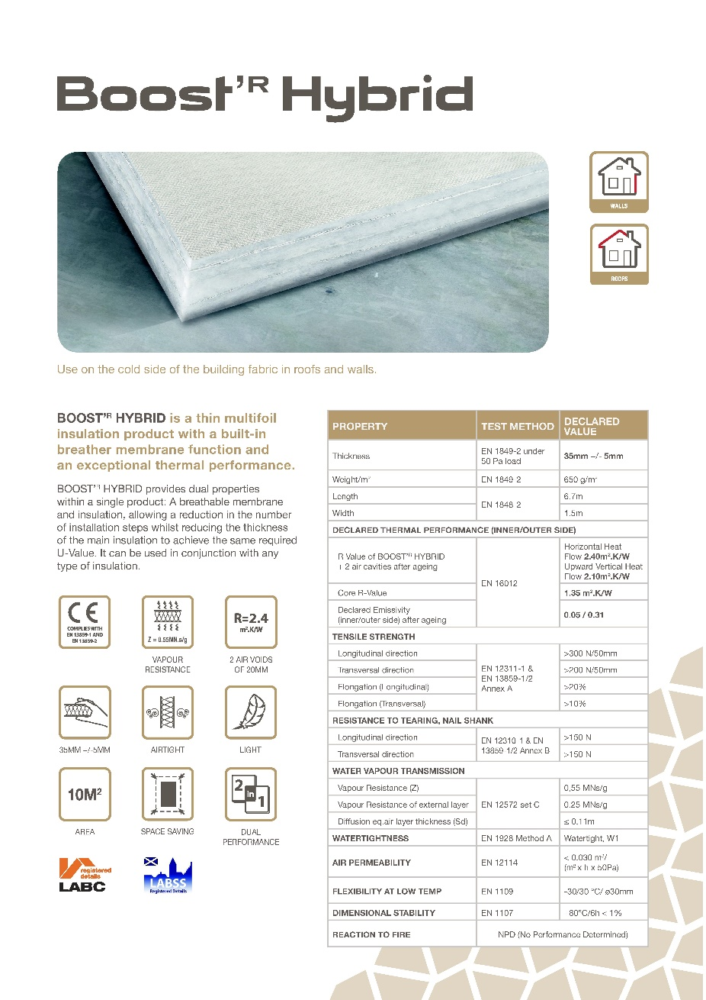 Boost'ᴿ Hybrid
WALLS
ROOFS
Use on the cold side of the building fabric in roofs and walls.
BOOST'ᴿ HYBRID is a thin multifoil
insulation product with a built-in
breather membrane function and
an exceptional thermal performance.
BOOST'ᴿ HYBRID provides dual properties
within a single product: A breathable membrane
and insulation, allowing a reduction in the number
of installation steps whilst reducing the thickness
of the main insulation to achieve the same required
U-Value. It can be used in conjunction with any
type of insulation.
CE
COMPLIES WITH
EN 13859-1 AND
EN 13859-2
Z = 0.55MN.s/g
VAPOUR
RESISTANCE
R=2.4
m².K/W
2 AIR VOIDS
OF 20MM
35MM –/-5MM
AIRTIGHT
LIGHT
10M²
AREA
SPACE SAVING
2 in 1
DUAL
PERFORMANCE
registered
details
LABC
LABSS
Registered Details
PROPERTY TEST METHOD DECLARED
VALUE
Thickness EN 1849-2 under
50 Pa load 35mm –/- 5mm
Weight/m² EN 1849-2 650 g/m²
Length EN 1848-2 6.7m
Width 1.5m
DECLARED THERMAL PERFORMANCE (INNER/OUTER SIDE)
R Value of BOOST'ᴿ HYBRID
+ 2 air cavities after ageing
EN 16012
Horizontal Heat
Flow 2.40m².K/W
Upward Vertical Heat
Flow 2.10m².K/W
Core R-Value 1.35 m².K/W
Declared Emissivity
(inner/outer side) after ageing 0.05 / 0.31
TENSILE STRENGTH
Longitudinal direction >300 N/50mm
Transversal direction >200 N/50mm
EN 12311-1 &
EN 13859-1/2
Annex A
Elongation (Longitudinal) >20%
Elongation (Transversal) >10%
RESISTANCE TO TEARING, NAIL SHANK
Longitudinal direction >150 N
EN 12310-1 & EN
13859-1/2 Annex B
Transversal direction >150 N
WATER VAPOUR TRANSMISSION
Vapour Resistance (Z) 0,55 MNs/g
Vapour Resistance of external layer EN 12572 set C 0.25 MNs/g
Diffusion eq.air layer thickness (Sd) ≤ 0.11m
WATERTIGHTNESS EN 1928 Method A Watertight, W1
AIR PERMEABILITY EN 12114 < 0.030 m³/
(m² x h x 50Pa)
FLEXIBILITY AT LOW TEMP EN 1109 -30/30 °C/ ø30mm
DIMENSIONAL STABILITY EN 1107 80°C/6h < 1%
REACTION TO FIRE NPD (No Performance Determined)